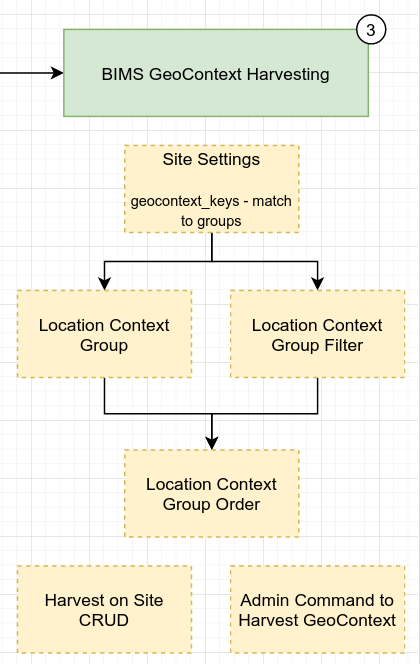 3
BIMS GeoContext Harvesting
Site Settings
geocontext_keys - match
to groups
Location Context
Group
Location Context
Group Filter
Location Context
Group Order
Harvest on Site
CRUD
Admin Command to
Harvest GeoContext